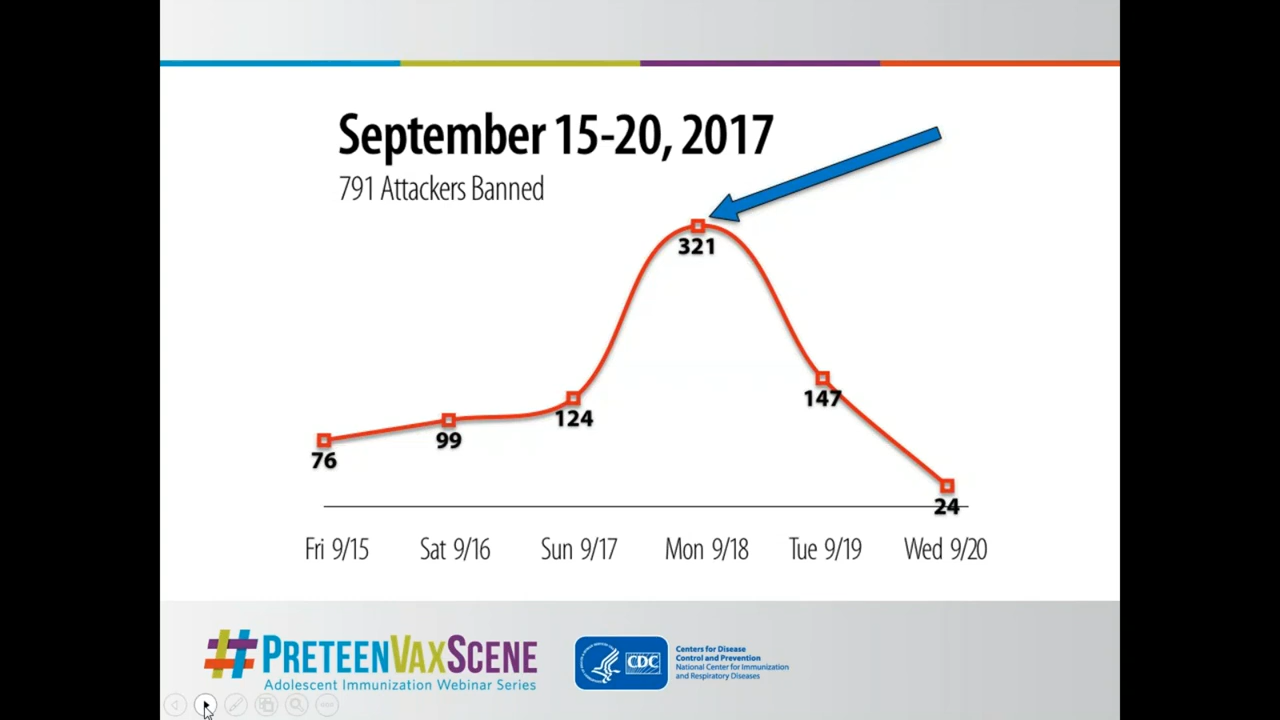 September 15-20, 2017
791 Attackers Banned
321
147
124
99
76
24
Fri 9/15 Sat 9/16 Sun 9/17 Mon 9/18 Tue 9/19 Wed 9/20
#PRETEENVAXSCENE
Adolescent Immunization Webinar Series
CDC
Centers for Disease
Control and Prevention
National Center for Immunization
and Respiratory Diseases